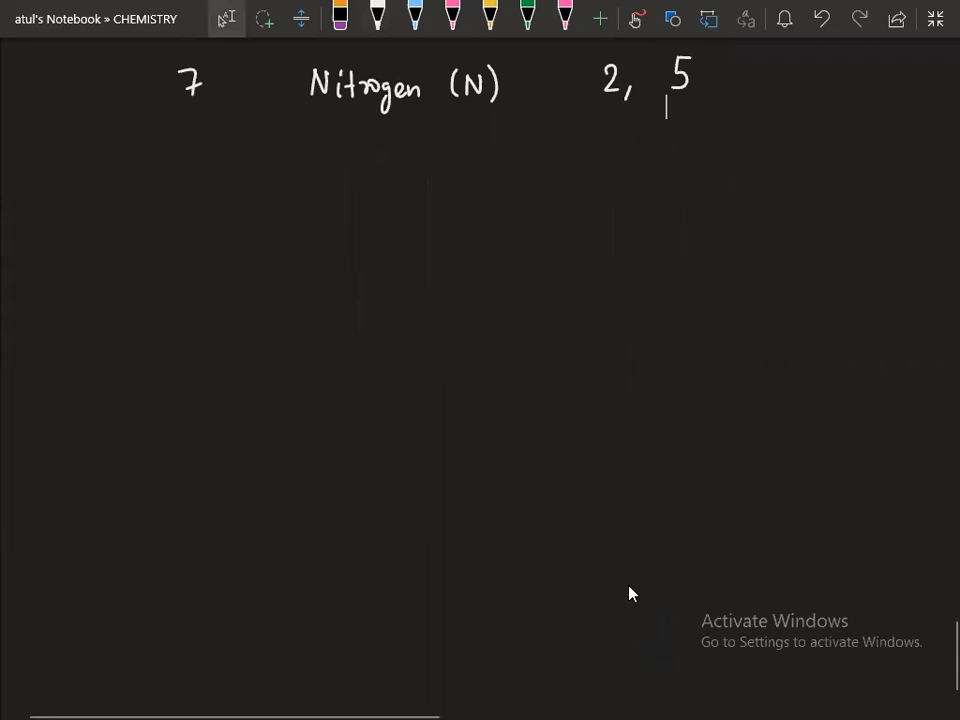 atul's Notebook » CHEMISTRY
7 Nitrogen (N) 2, 5
Activate Windows
Go to Settings to activate Windows.